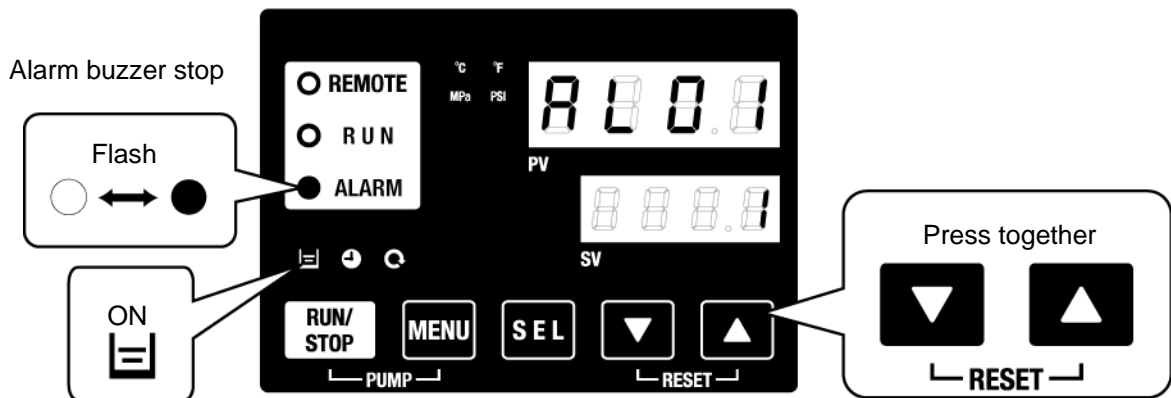 Alarm buzzer stop
Flash
ON
REMOTE
RUN
ALARM
°C °F
MPa PSI
AL01
PV
1
SV
RUN/
STOP
MENU
SEL
PUMP
RESET
Press together
RESET